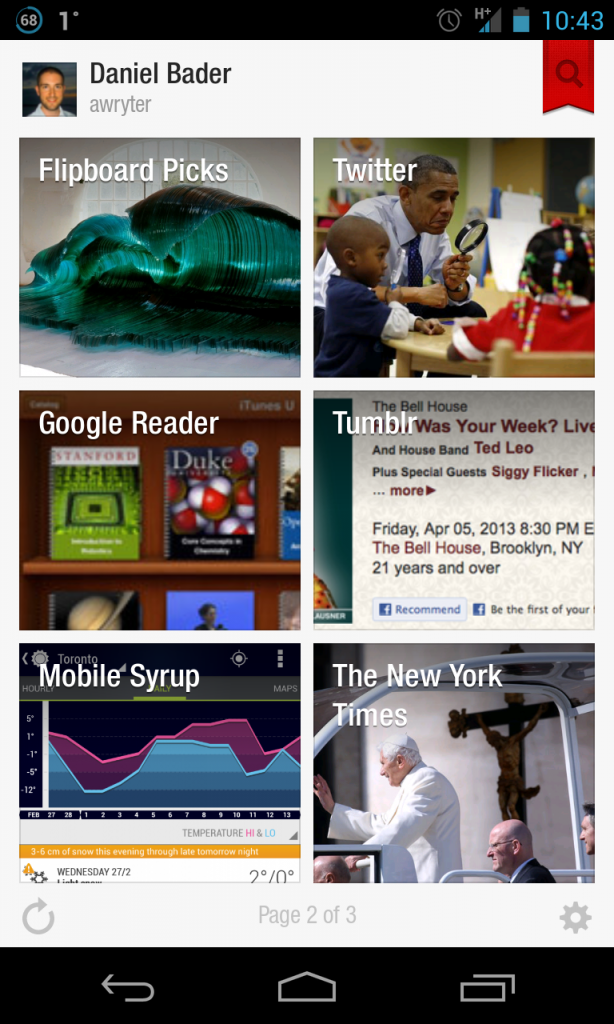 68 1° H+ 10:43
Daniel Bader
awryter
Flipboard Picks
Twitter
Google Reader
Catalog iTunes U
STANFORD
Introduction to
Robotics
Duke
UNIVERSITY
Core Concepts in
Chemistry
Tumblr
The Bell House
Was Your Week? Live
And House Band Ted Leo
Plus Special Guests Siggy Flicker ,
... more
Friday, Apr 05, 2013 8:30 PM E
The Bell House, Brooklyn, NY
21 years and over
LAUSNER
Recommend Be the first of your
Mobile Syrup
Toronto
HOURLY DAILY MAPS
5°
1°
-1°
-5°
-12°
FEB 27 28 1 2 3 4 5 6 7 8 9 10 11 12 13
TEMPERATURE HI & LO
3-6 cm of snow this evening through late tomorrow night
WEDNESDAY 27/2
Light snow
2°/0°
The New York
Times
Page 2 of 3